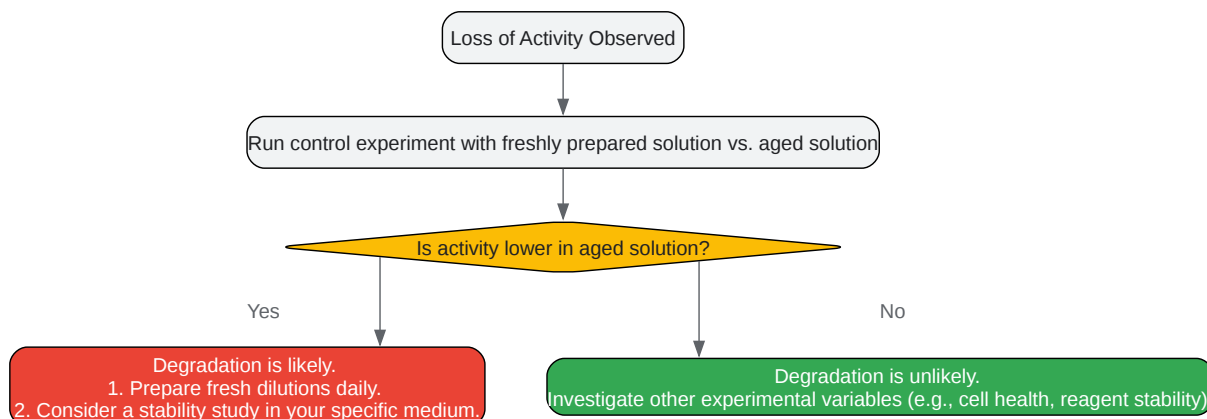 Loss of Activity Observed
Run control experiment with freshly prepared solution vs. aged solution
Is activity lower in aged solution?
Yes
No
Degradation is likely.
1. Prepare fresh dilutions daily.
2. Consider a stability study in your specific medium.
Degradation is unlikely.
Investigate other experimental variables (e.g., cell health, reagent stability)